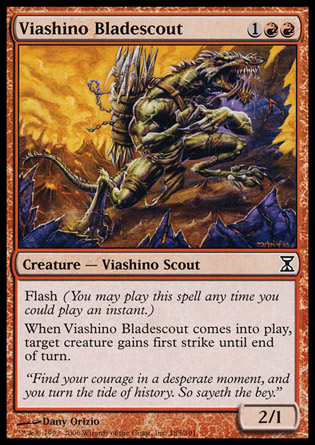 Viashino Bladescout 1
Creature — Viashino Scout
Flash (You may play this spell any time you
could play an instant.)
When Viashino Bladescout comes into play,
target creature gains first strike until end
of turn.
“Find your courage in a desperate moment, and
you turn the tide of history. So sayeth the bey.”
Dany Orizio
2/1